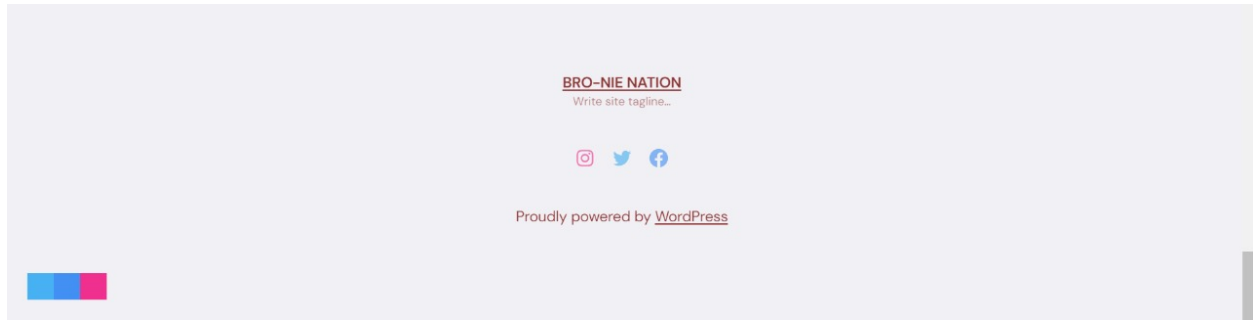 BRO-NIE NATION
Write site tagline…
Proudly powered by WordPress